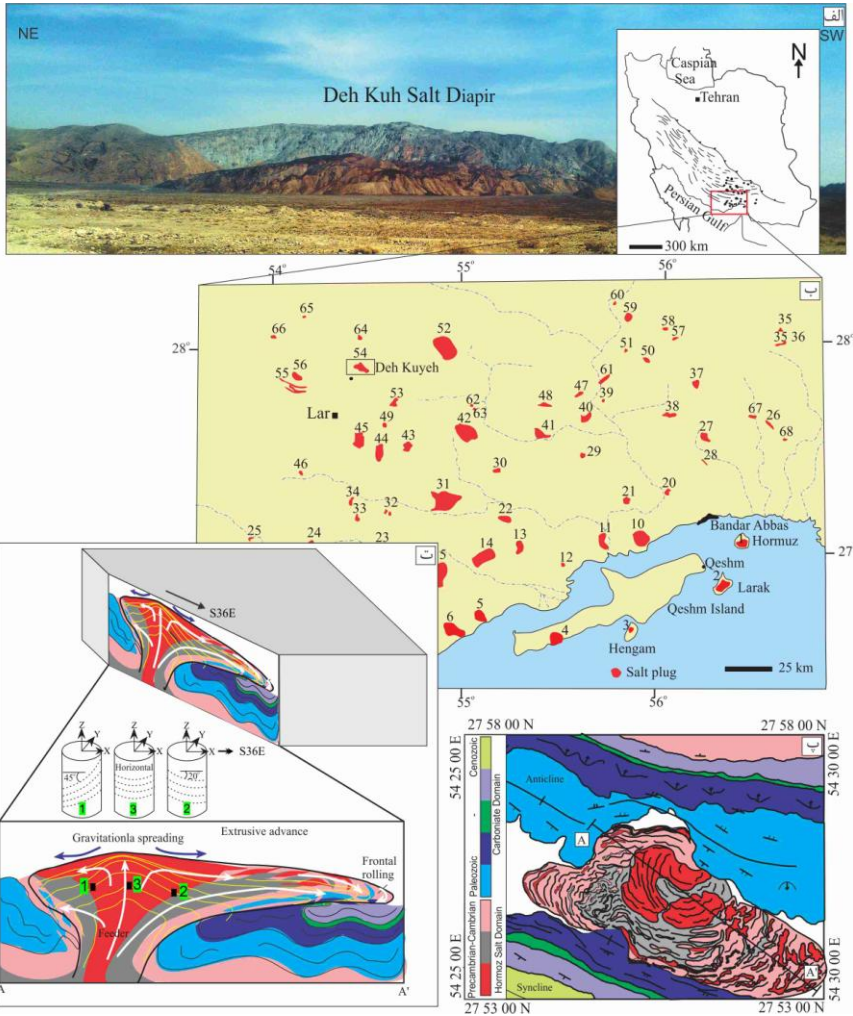 الف
NE
SW
Deh Kuh Salt Diapir
N
Caspian
Sea
Tehran
Persian Gulf
300 km
ب
54°
55°
56°
28°
28°
65
66
64
52
60
59
58
57
35
35 36
54
Deh Kuyeh
56
55
51
50
61
37
53
47
39
62
63
48
40
38
67
26
68
Lar
49
45
44
43
42
41
27
28
29
46
30
31
34
33
32
22
21
20
25
24
23
14
13
12
11
10
Bandar Abbas
1
Hormuz
27
5
Qeshm
2
Larak
Qeshm Island
6
5
4
3
Hengam
Salt plug
25 km
55°
56°
ت
S36E
Z
Y
X
Z
Y
X
Z
Y
X
S36E
45°
Horizontal
20°
1
3
2
Gravitationla spreading
Extrusive advance
Frontal
rolling
1
3
2
Feeder
A
A'
پ
27 58 00 N
27 58 00 N
54 25 00 E
54 30 00 E
Cenozoic
-
Paleozoic
Carboniate Domain
Precambrian-Cambrian
Hormoz Salt Domain
Anticline
A
A'
Syncline
54 25 00 E
54 30 00 E
27 53 00 N
27 53 00 N